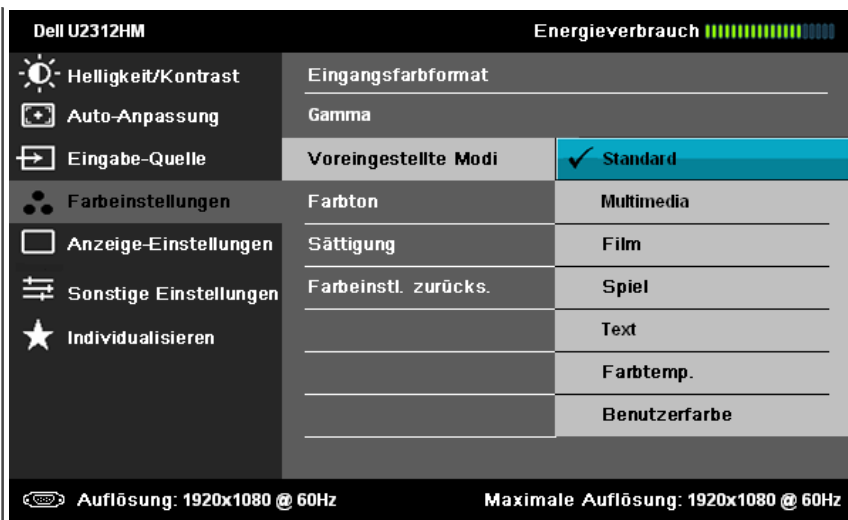 Dell U2312HM
Energieverbrauch
Helligkeit/Kontrast
Auto-Anpassung
Eingabe-Quelle
Farbeinstellungen
Anzeige-Einstellungen
Sonstige Einstellungen
Individualisieren
Eingangsfarbformat
Gamma
Voreingestellte Modi
Farbton
Sättigung
Farbeinstl. zurücks.
Standard
Multimedia
Film
Spiel
Text
Farbtemp.
Benutzerfarbe
Auflösung: 1920x1080 @ 60Hz
Maximale Auflösung: 1920x1080 @ 60Hz